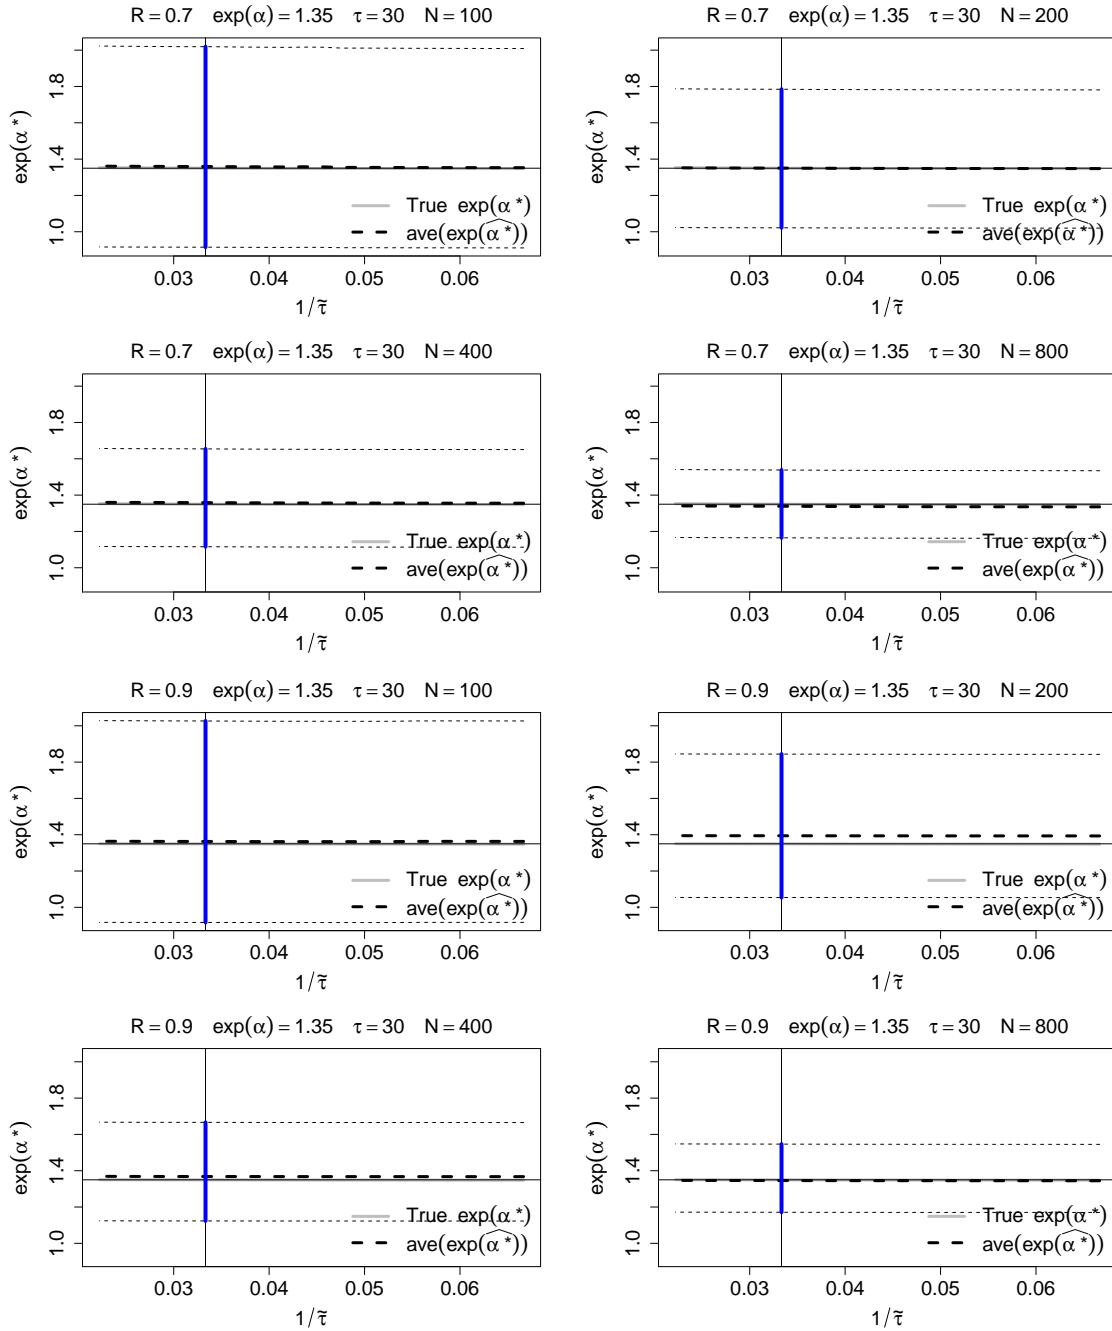 R = 0.7 exp(α) = 1.35 τ = 30 N = 100
exp(α*)
1.0 1.4 1.8
True exp(α*)
ave(exp(α*^))
0.03 0.04 0.05 0.06
1/τ̃
R = 0.7 exp(α) = 1.35 τ = 30 N = 200
exp(α*)
1.0 1.4 1.8
True exp(α*)
ave(exp(α*^))
0.03 0.04 0.05 0.06
1/τ̃
R = 0.7 exp(α) = 1.35 τ = 30 N = 400
exp(α*)
1.0 1.4 1.8
True exp(α*)
ave(exp(α*^))
0.03 0.04 0.05 0.06
1/τ̃
R = 0.7 exp(α) = 1.35 τ = 30 N = 800
exp(α*)
1.0 1.4 1.8
True exp(α*)
ave(exp(α*^))
0.03 0.04 0.05 0.06
1/τ̃
R = 0.9 exp(α) = 1.35 τ = 30 N = 100
exp(α*)
1.0 1.4 1.8
True exp(α*)
ave(exp(α*^))
0.03 0.04 0.05 0.06
1/τ̃
R = 0.9 exp(α) = 1.35 τ = 30 N = 200
exp(α*)
1.0 1.4 1.8
True exp(α*)
ave(exp(α*^))
0.03 0.04 0.05 0.06
1/τ̃
R = 0.9 exp(α) = 1.35 τ = 30 N = 400
exp(α*)
1.0 1.4 1.8
True exp(α*)
ave(exp(α*^))
0.03 0.04 0.05 0.06
1/τ̃
R = 0.9 exp(α) = 1.35 τ = 30 N = 800
exp(α*)
1.0 1.4 1.8
True exp(α*)
ave(exp(α*^))
0.03 0.04 0.05 0.06
1/τ̃